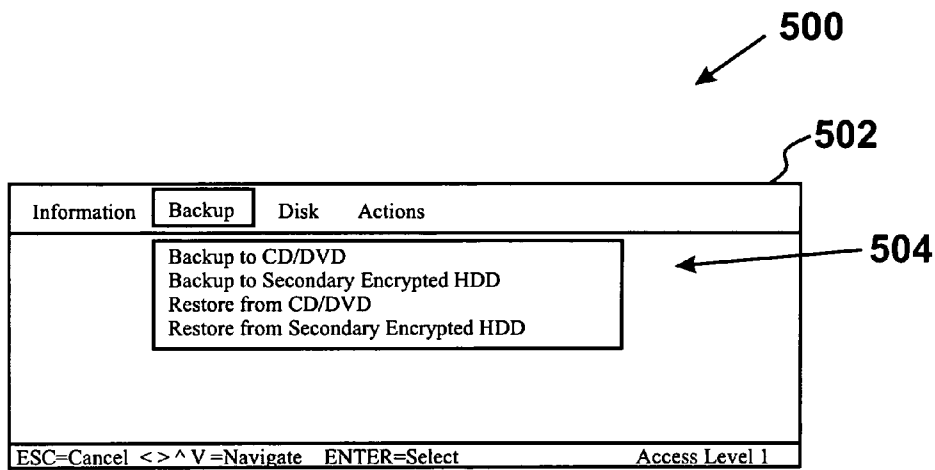 500
502
Information Backup Disk Actions
504
Backup to CD/DVD
Backup to Secondary Encrypted HDD
Restore from CD/DVD
Restore from Secondary Encrypted HDD
ESC=Cancel < > ^ V =Navigate ENTER=Select Access Level 1